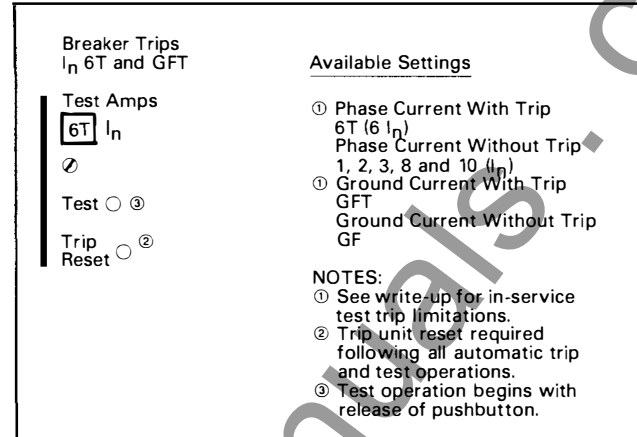 Breaker Trips
In 6T and GFT
Test Amps
6T In
Test ○ ③
Trip
Reset ○ ②
Available Settings
① Phase Current With Trip
6T (6 In)
Phase Current Without Trip
1, 2, 3, 8 and 10 (In)
① Ground Current With Trip
GFT
Ground Current Without Trip
GF
NOTES:
① See write-up for in-service
test trip limitations.
② Trip unit reset required
following all automatic trip
and test operations.
③ Test operation begins with
release of pushbutton.